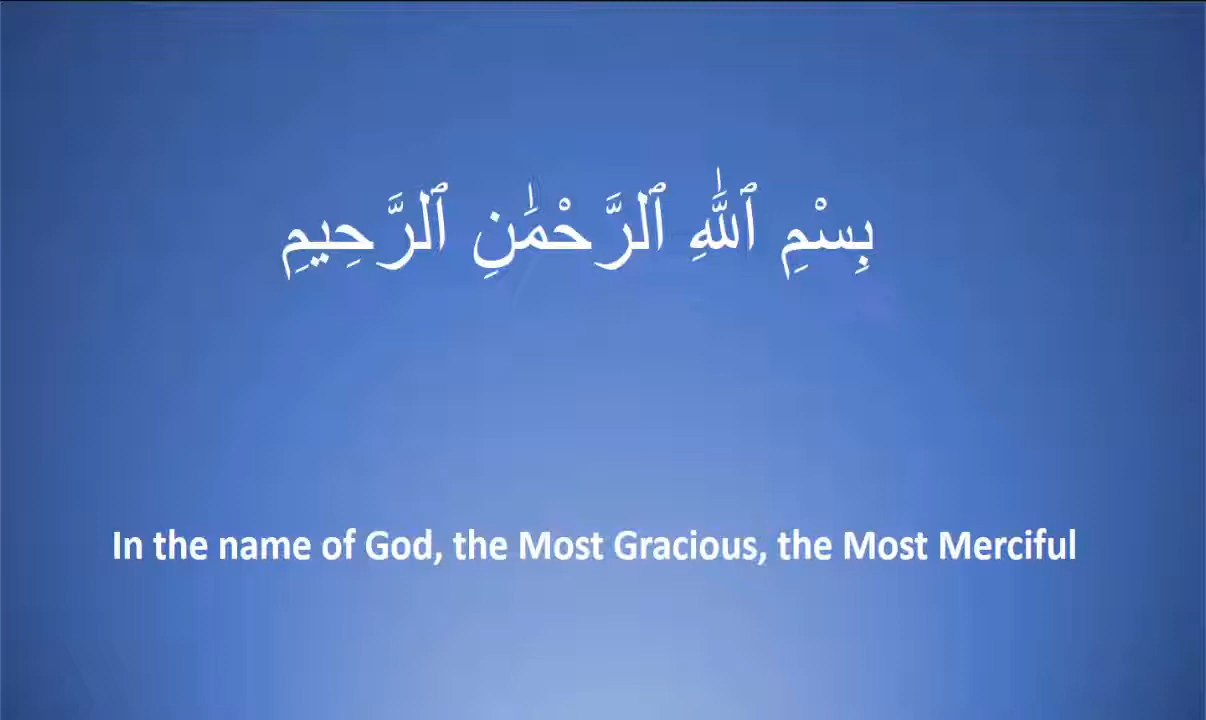 بِسْمِ ٱللَّٰهِ ٱلرَّحْمَٰنِ ٱلرَّحِيمِ
In the name of God, the Most Gracious, the Most Merciful